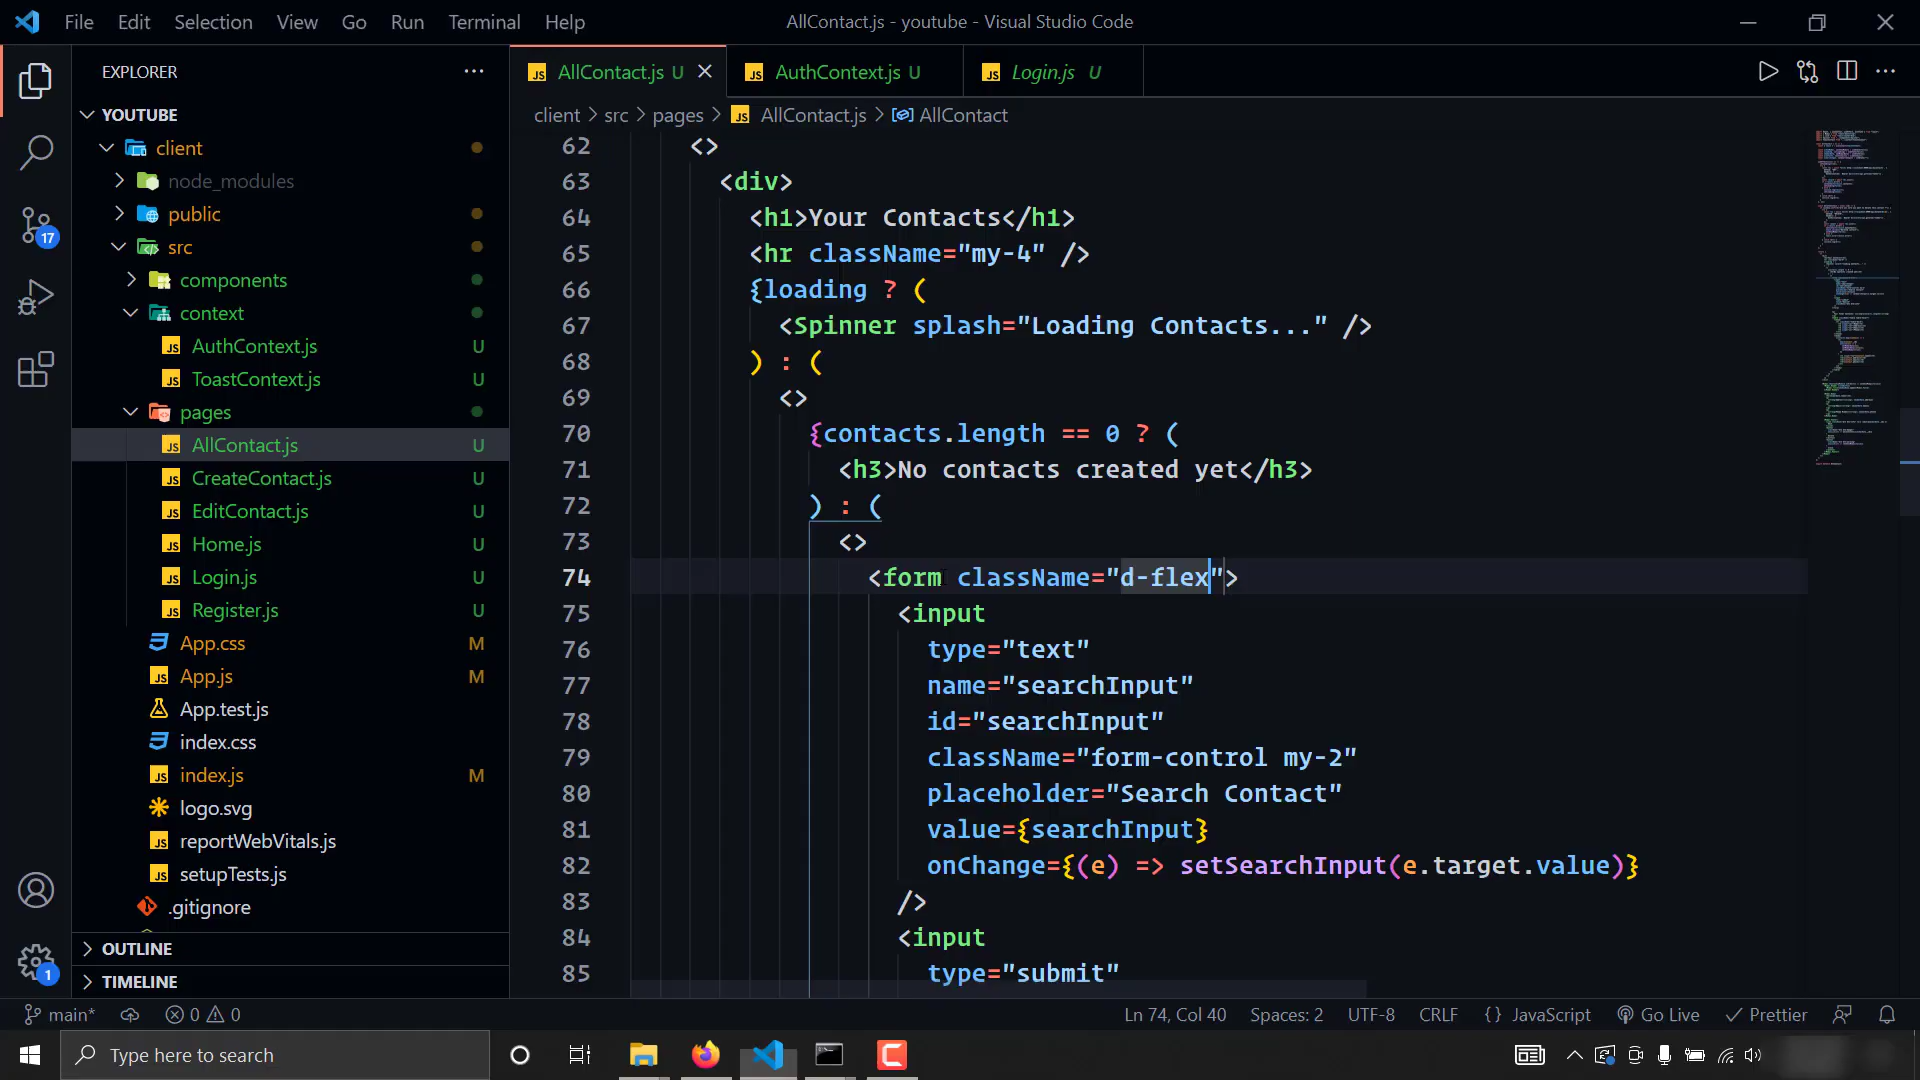 File Edit Selection View Go Run Terminal Help
AllContact.js - youtube - Visual Studio Code
EXPLORER
YOUTUBE
client
node_modules
public
src
components
context
AuthContext.js U
ToastContext.js U
pages
AllContact.js U
CreateContact.js U
EditContact.js U
Home.js U
Login.js U
Register.js U
App.css M
App.js M
App.test.js
index.css
index.js M
logo.svg
reportWebVitals.js
setupTests.js
.gitignore
OUTLINE
TIMELINE
17
1
JS AllContact.js U
JS AuthContext.js U
JS Login.js U
client > src > pages > JS AllContact.js > AllContact
62 <>
63 <div>
64 <h1>Your Contacts</h1>
65 <hr className="my-4" />
66 {loading ? (
67 <Spinner splash="Loading Contacts..." />
68 ) : (
69 <>
70 {contacts.length == 0 ? (
71 <h3>No contacts created yet</h3>
72 ) : (
73 <>
74 <form className="d-flex">
75 <input
76 type="text"
77 name="searchInput"
78 id="searchInput"
79 className="form-control my-2"
80 placeholder="Search Contact"
81 value={searchInput}
82 onChange={(e) => setSearchInput(e.target.value)}
83 />
84 <input
85 type="submit"
main* 0 0
Ln 74, Col 40 Spaces: 2 UTF-8 CRLF {} JavaScript Go Live Prettier
Type here to search